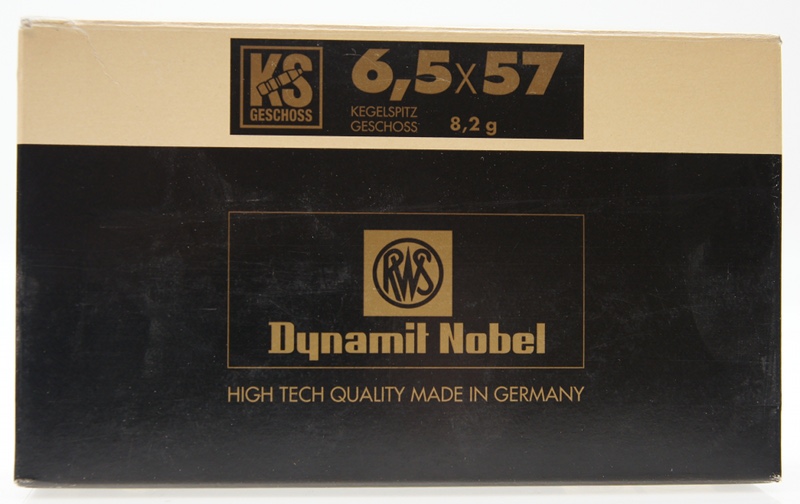 KS
GESCHOSS
6,5x57
KEGELSPITZ
GESCHOSS 8,2 g
RWS
Dynamit Nobel
HIGH TECH QUALITY MADE IN GERMANY